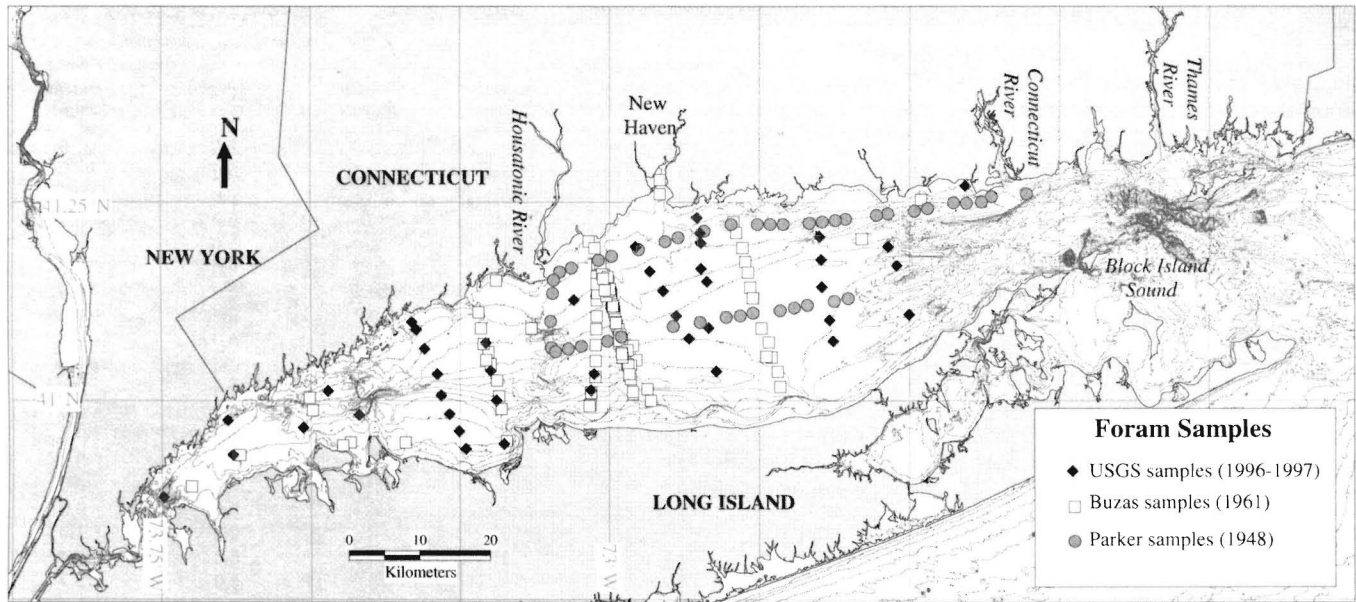 New
Haven
Connecticut
River
Thames
River
Housatonic River
N
CONNECTICUT
41.25 N
NEW YORK
Block Island
Sound
41 N
Foram Samples
USGS samples (1996-1997)
Buzas samples (1961)
Parker samples (1948)
LONG ISLAND
73.75 W
73 W
0 10 20
Kilometers